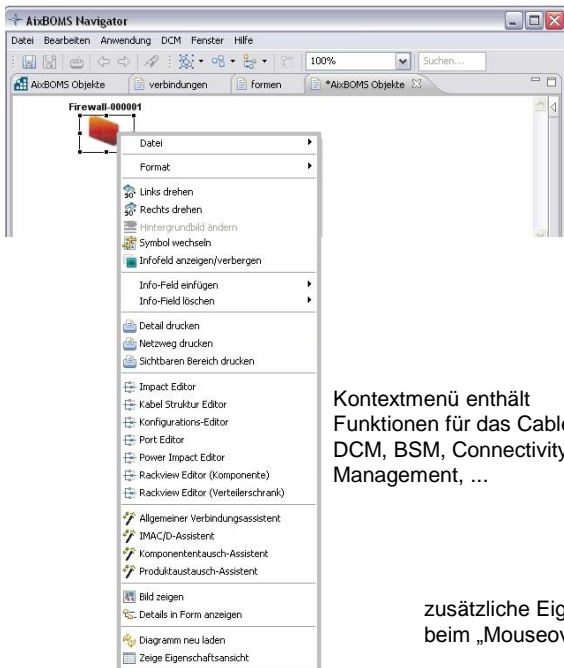 AixBOMS Navigator
Datei Bearbeiten Anwendung DCM Fenster Hilfe
100% Suchen...
AixBOMS Objekte verbindungen formen *AixBOMS Objekte
Firewall-000001
Datei
Format
Links drehen
Rechts drehen
Hintergrundbild ändern
Symbol wechseln
Infofeld anzeigen/verbergen
Info-Feld einfügen
Info-Field löschen
Detail drucken
Netzweg drucken
Sichtbaren Bereich drucken
Impact Editor
Kabel Struktur Editor
Konfigurations-Editor
Port Editor
Power Impact Editor
Rackview Editor (Komponente)
Rackview Editor (Verteilerschrank)
Allgemeiner Verbindungsassistent
IMAC/D-Assistent
Komponententausch-Assistent
Produktaustausch-Assistent
Bild zeigen
Details in Form anzeigen
Diagramm neu laden
Zeige Eigenschaftsansicht
Kontextmenü enthält
Funktionen für das Cable
DCM, BSM, Connectivity
Management, ...
zusätzliche Eig
beim „Mouseov